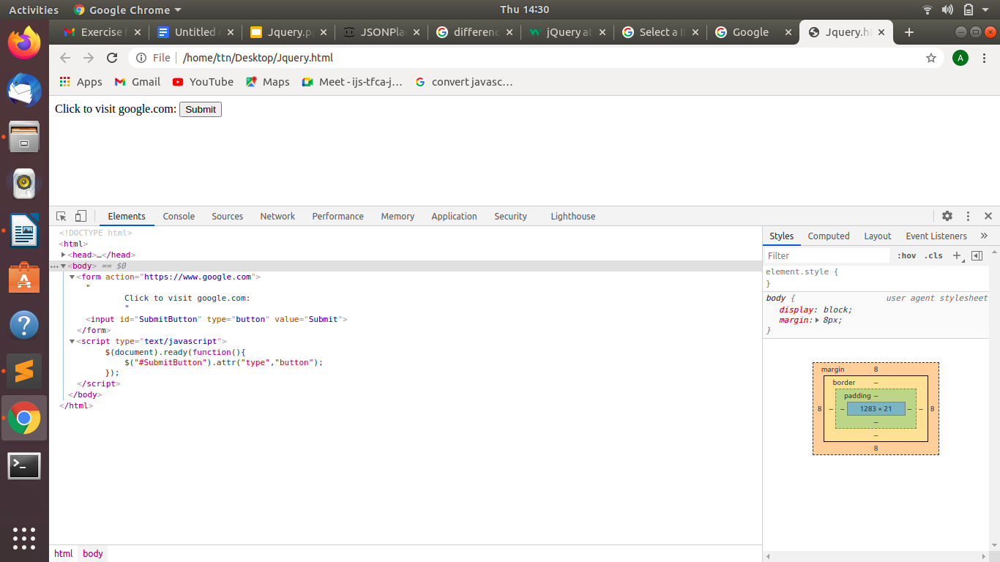 Activities Google Chrome Thu 14:30
Exercise f Untitled Jquery.p JSONPla differenc jQuery at Select a Google Jquery.h
File /home/ttn/Desktop/Jquery.html A
Apps Gmail YouTube Maps Meet - ijs-tfca-j… convert javasc…
Click to visit google.com: Submit
Elements Console Sources Network Performance Memory Application Security Lighthouse
<!DOCTYPE html>
<html>
<head>…</head>
… <body> == $0
<form action="https://www.google.com">
"
Click to visit google.com:
"
<input id="SubmitButton" type="button" value="Submit">
</form>
<script type="text/javascript">
$(document).ready(function(){
$("#SubmitButton").attr("type","button");
});
</script>
</body>
</html>
html body
Styles Computed Layout Event Listeners »
Filter :hov .cls +
element.style {
}
body { user agent stylesheet
display: block;
margin: 8px;
}
margin 8
border –
padding –
8 – – 1283 × 21 – – 8
–
–
8